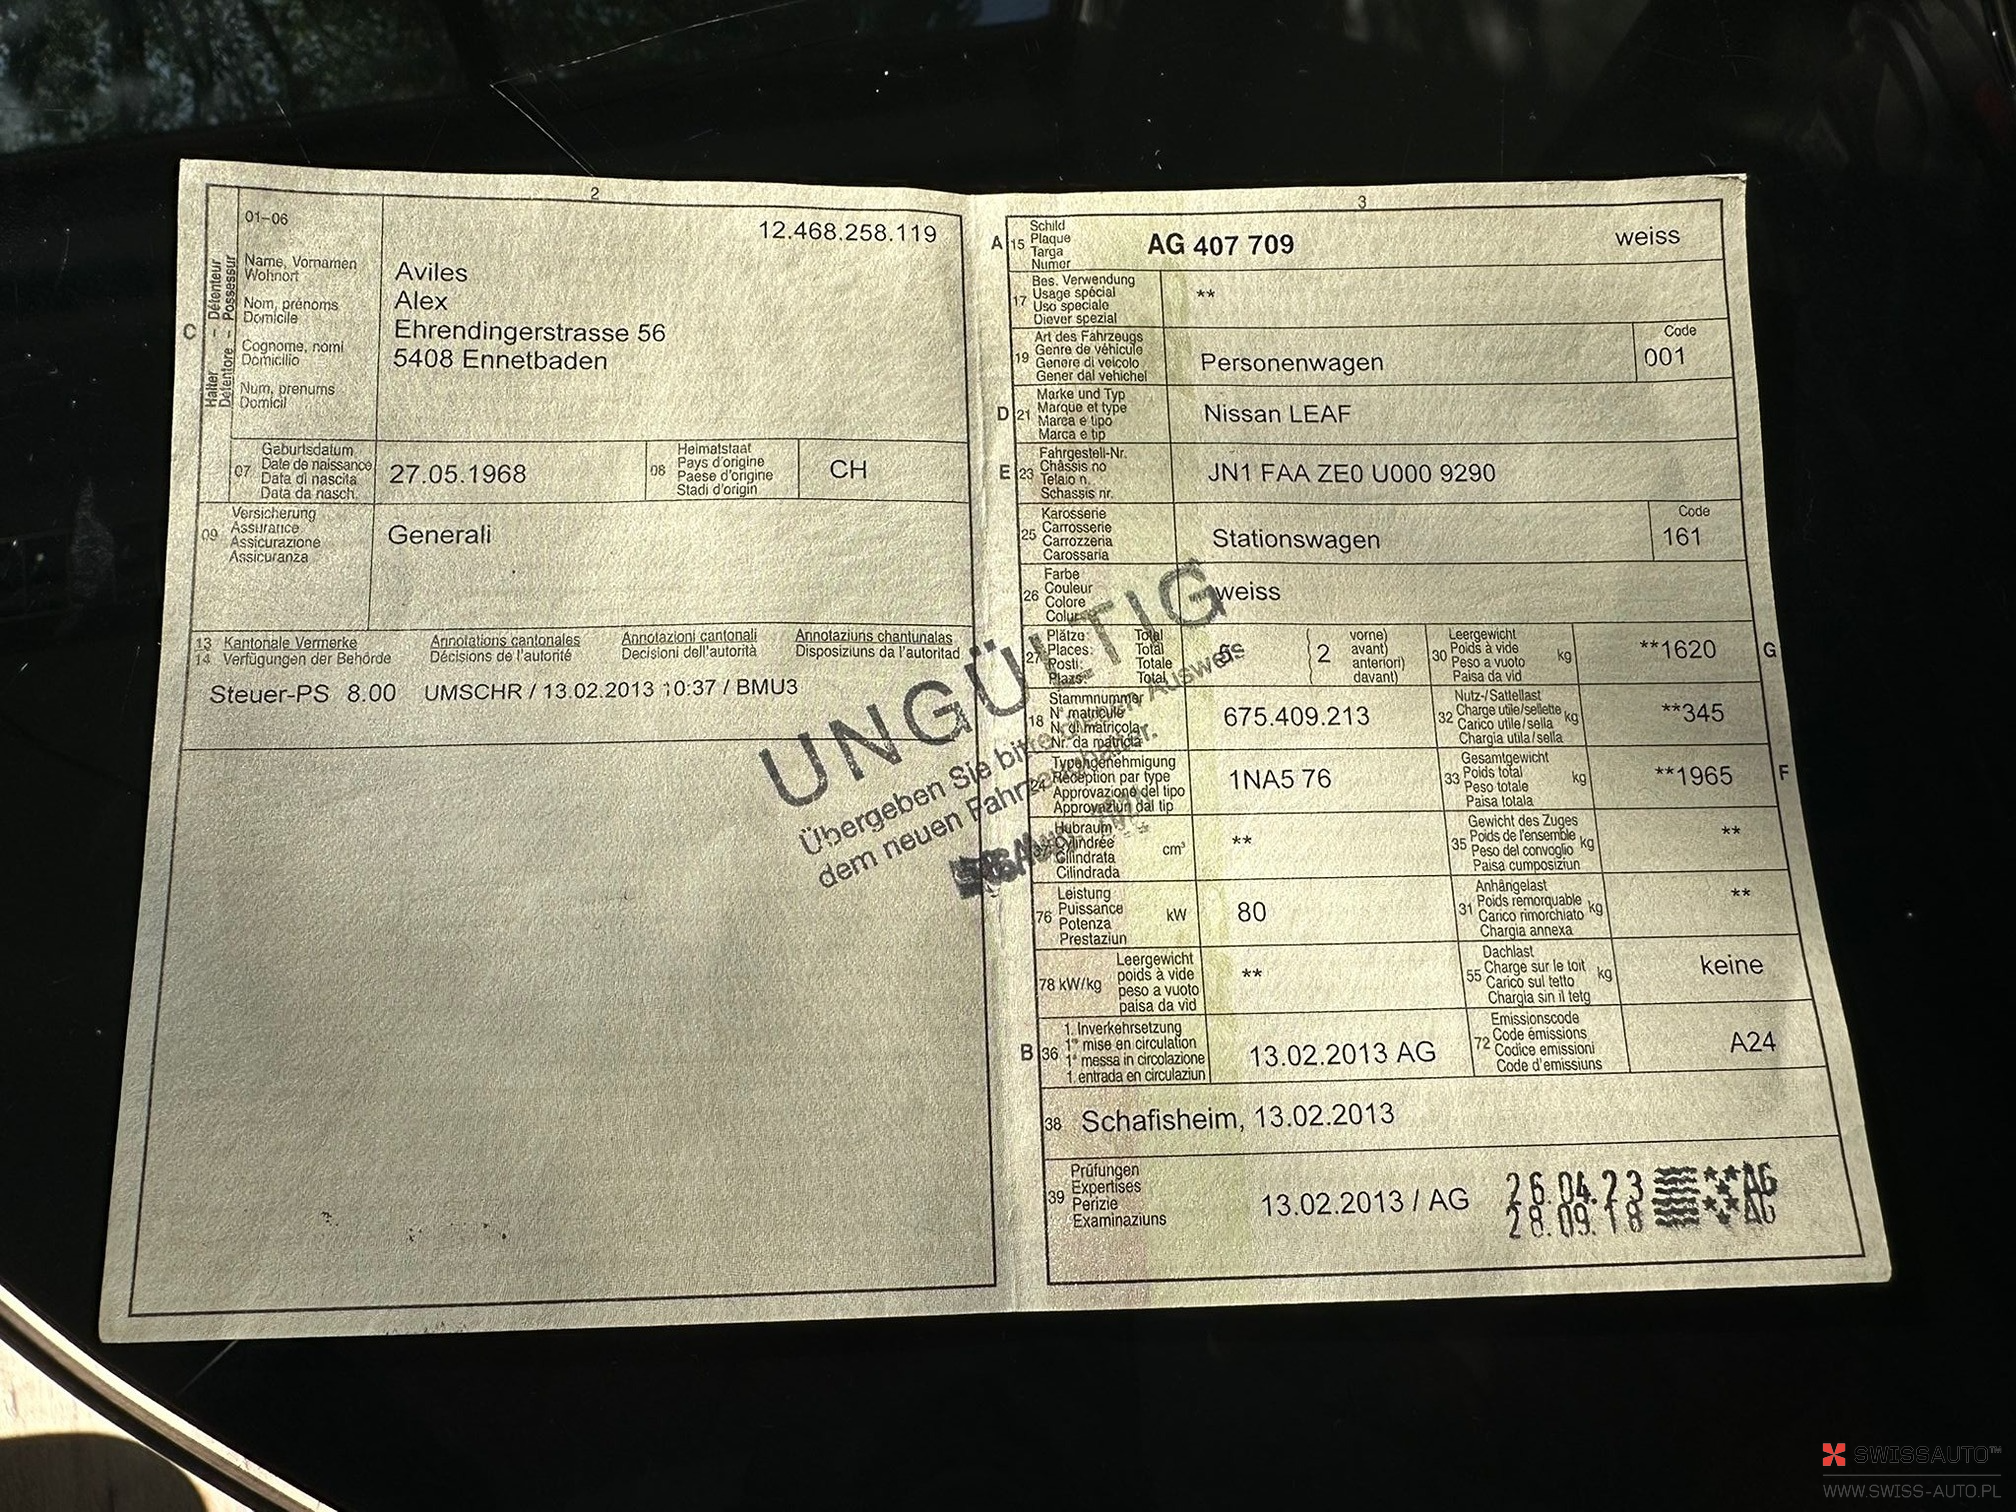 2
01–06
12.468.258.119
C
Halter – Détenteur
Detentore – Possessur
Name, Vornamen
Wohnort
Nom, prénoms
Domicile
Cognome, nomi
Domicilio
Num, prenums
Domicil
Aviles
Alex
Ehrendingerstrasse 56
5408 Ennetbaden
07
Geburtsdatum
Date de naissance
Data di nascita
Data da nasch.
27.05.1968
08
Heimatstaat
Pays d'origine
Paese d'origine
Stadi d'origin
CH
09
Versicherung
Assurance
Assicurazione
Assicuranza
Generali
13 Kantonale Vermerke
14 Verfügungen der Behörde
Annotations cantonales
Décisions de l'autorité
Annotazioni cantonali
Decisioni dell'autorità
Annotaziuns chantunalas
Disposiziuns da l'autoritad
Steuer-PS 8.00 UMSCHR / 13.02.2013 10:37 / BMU3
UNGÜLTIG
Übergeben Sie bitte diesen Ausweis
dem neuen Fahrzeughalter.
3
A 15
Schild
Plaque
Targa
Numer
AG 407 709
weiss
17
Bes. Verwendung
Usage spécial
Uso speciale
Diever spezial
**
19
Art des Fahrzeugs
Genre de véhicule
Genere di veicolo
Gener dal vehichel
Personenwagen
Code
001
D 21
Marke und Typ
Marque et type
Marca e tipo
Marca e tip
Nissan LEAF
E 23
Fahrgestell-Nr.
Châssis no
Telaio n.
Schassis nr.
JN1 FAA ZE0 U000 9290
25
Karosserie
Carrosserie
Carrozzeria
Carossaria
Stationswagen
Code
161
26
Farbe
Couleur
Colore
Colur
weiss
27
Plätze: Total
Places: Total
Posti: Totale
Plazs: Total
5
2
vorne)
avant)
anteriori)
davant)
30
Leergewicht
Poids à vide
Peso a vuoto
Paisa da vid
kg
**1620
G
18
Stammnummer
N° matricule
N. di matricola
Nr. da matricla
675.409.213
32
Nutz-/Sattellast
Charge utile/sellette
Carico utile/sella
Chargia utila/sella
kg
**345
24
Typengenehmigung
Réception par type
Approvazione del tipo
Approvaziun dal tip
1NA5 76
33
Gesamtgewicht
Poids total
Peso totale
Paisa totala
kg
**1965
F
37
Hubraum
Cylindrée
Cilindrata
Cilindrada
cm³
**
35
Gewicht des Zuges
Poids de l'ensemble
Peso del convoglio
Paisa cumposiziun
kg
**
76
Leistung
Puissance
Potenza
Prestaziun
kW
80
31
Anhängelast
Poids remorquable
Carico rimorchiato
Chargia annexa
kg
**
78 kW/kg
Leergewicht
poids à vide
peso a vuoto
paisa da vid
**
55
Dachlast
Charge sur le toit
Carico sul tetto
Chargia sin il tetg
kg
keine
B 36
1. Inverkehrsetzung
1re mise en circulation
1a messa in circolazione
1. entrada en circulaziun
13.02.2013 AG
72
Emissionscode
Code émissions
Codice emissioni
Code d'emissiuns
A24
38
Schafisheim, 13.02.2013
39
Prüfungen
Expertises
Perizie
Examinaziuns
13.02.2013 / AG
26.04.23 AG
28.09.18 AG
SWISSAUTO™
WWW.SWISS-AUTO.PL